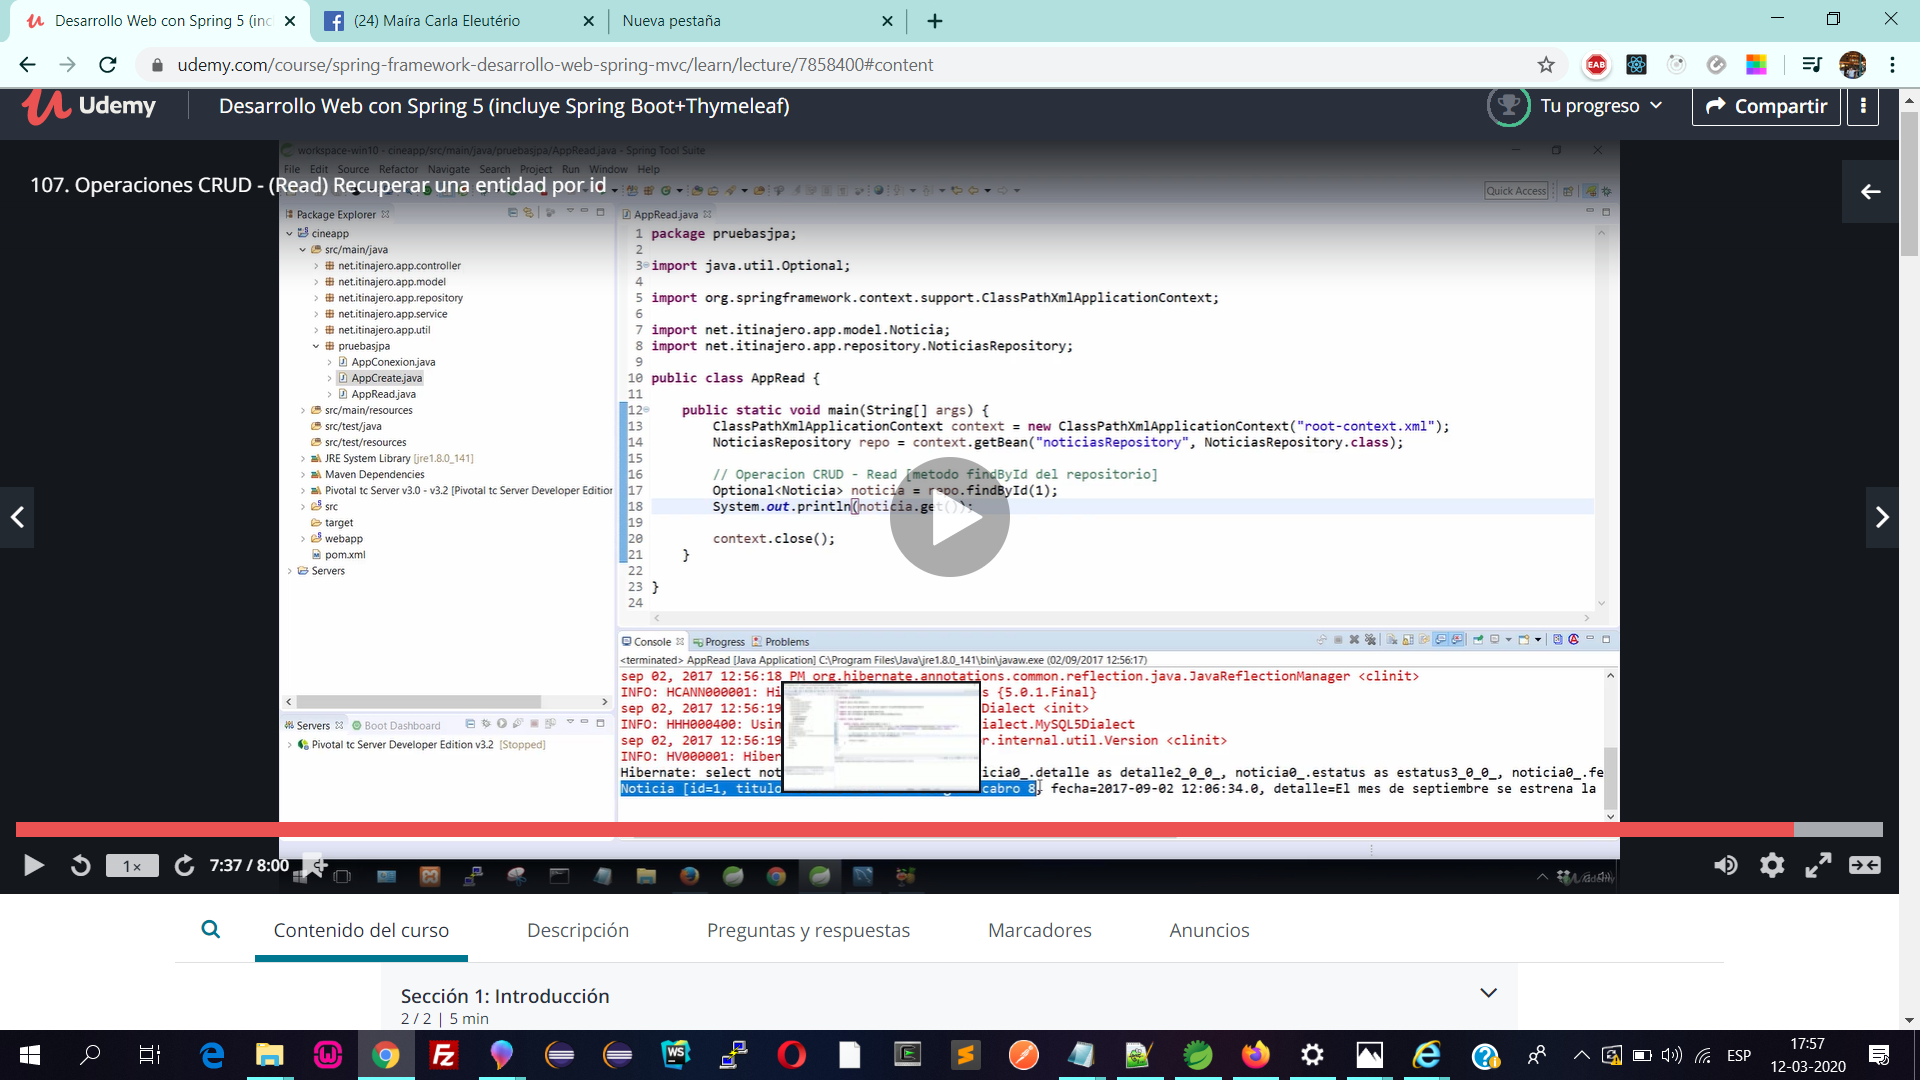 Desarrollo Web con Spring 5 (inc
(24) Maíra Carla Eleutério
Nueva pestaña
udemy.com/course/spring-framework-desarrollo-web-spring-mvc/learn/lecture/7858400#content
EAB
Udemy
Desarrollo Web con Spring 5 (incluye Spring Boot+Thymeleaf)
Tu progreso
Compartir
workspace-win10 - cineapp/src/main/java/pruebasjpa/AppRead.java - Spring Tool Suite
File Edit Source Refactor Navigate Search Project Run Window Help
107. Operaciones CRUD - (Read) Recuperar una entidad por id
Quick Access
Package Explorer
cineapp
src/main/java
net.itinajero.app.controller
net.itinajero.app.model
net.itinajero.app.repository
net.itinajero.app.service
net.itinajero.app.util
pruebasjpa
AppConexion.java
AppCreate.java
AppRead.java
src/main/resources
src/test/java
src/test/resources
JRE System Library [jre1.8.0_141]
Maven Dependencies
Pivotal tc Server v3.0 - v3.2 [Pivotal tc Server Developer Edition
src
target
webapp
pom.xml
Servers
AppRead.java
1 package pruebasjpa;
2
3 import java.util.Optional;
4
5 import org.springframework.context.support.ClassPathXmlApplicationContext;
6
7 import net.itinajero.app.model.Noticia;
8 import net.itinajero.app.repository.NoticiasRepository;
9
10 public class AppRead {
11
12 public static void main(String[] args) {
13 ClassPathXmlApplicationContext context = new ClassPathXmlApplicationContext("root-context.xml");
14 NoticiasRepository repo = context.getBean("noticiasRepository", NoticiasRepository.class);
15
16 // Operacion CRUD - Read [metodo findById del repositorio]
17 Optional<Noticia> noticia = repo.findById(1);
18 System.out.println(noticia.get());
19
20 context.close();
21 }
22
23 }
24
Servers
Boot Dashboard
Pivotal tc Server Developer Edition v3.2 [Stopped]
Console Progress Problems
<terminated> AppRead [Java Application] C:\Program Files\Java\jre1.8.0_141\bin\javaw.exe (02/09/2017 12:56:17)
sep 02, 2017 12:56:18 PM org.hibernate.annotations.common.reflection.java.JavaReflectionManager <clinit>
INFO: HCANN000001: Hi s {5.0.1.Final}
sep 02, 2017 12:56:19 Dialect <init>
INFO: HHH000400: Usin ialect.MySQL5Dialect
sep 02, 2017 12:56:19 r.internal.util.Version <clinit>
INFO: HV000001: Hiber
Hibernate: select not icia0_.detalle as detalle2_0_0_, noticia0_.estatus as estatus3_0_0_, noticia0_.fe
Noticia [id=1, titulo cabro 8, fecha=2017-09-02 12:06:34.0, detalle=El mes de septiembre se estrena la
1×
7:37 / 8:00
Udemy
Contenido del curso
Descripción
Preguntas y respuestas
Marcadores
Anuncios
Sección 1: Introducción
2 / 2 | 5 min
FZ
WS
ESP
17:57
12-03-2020